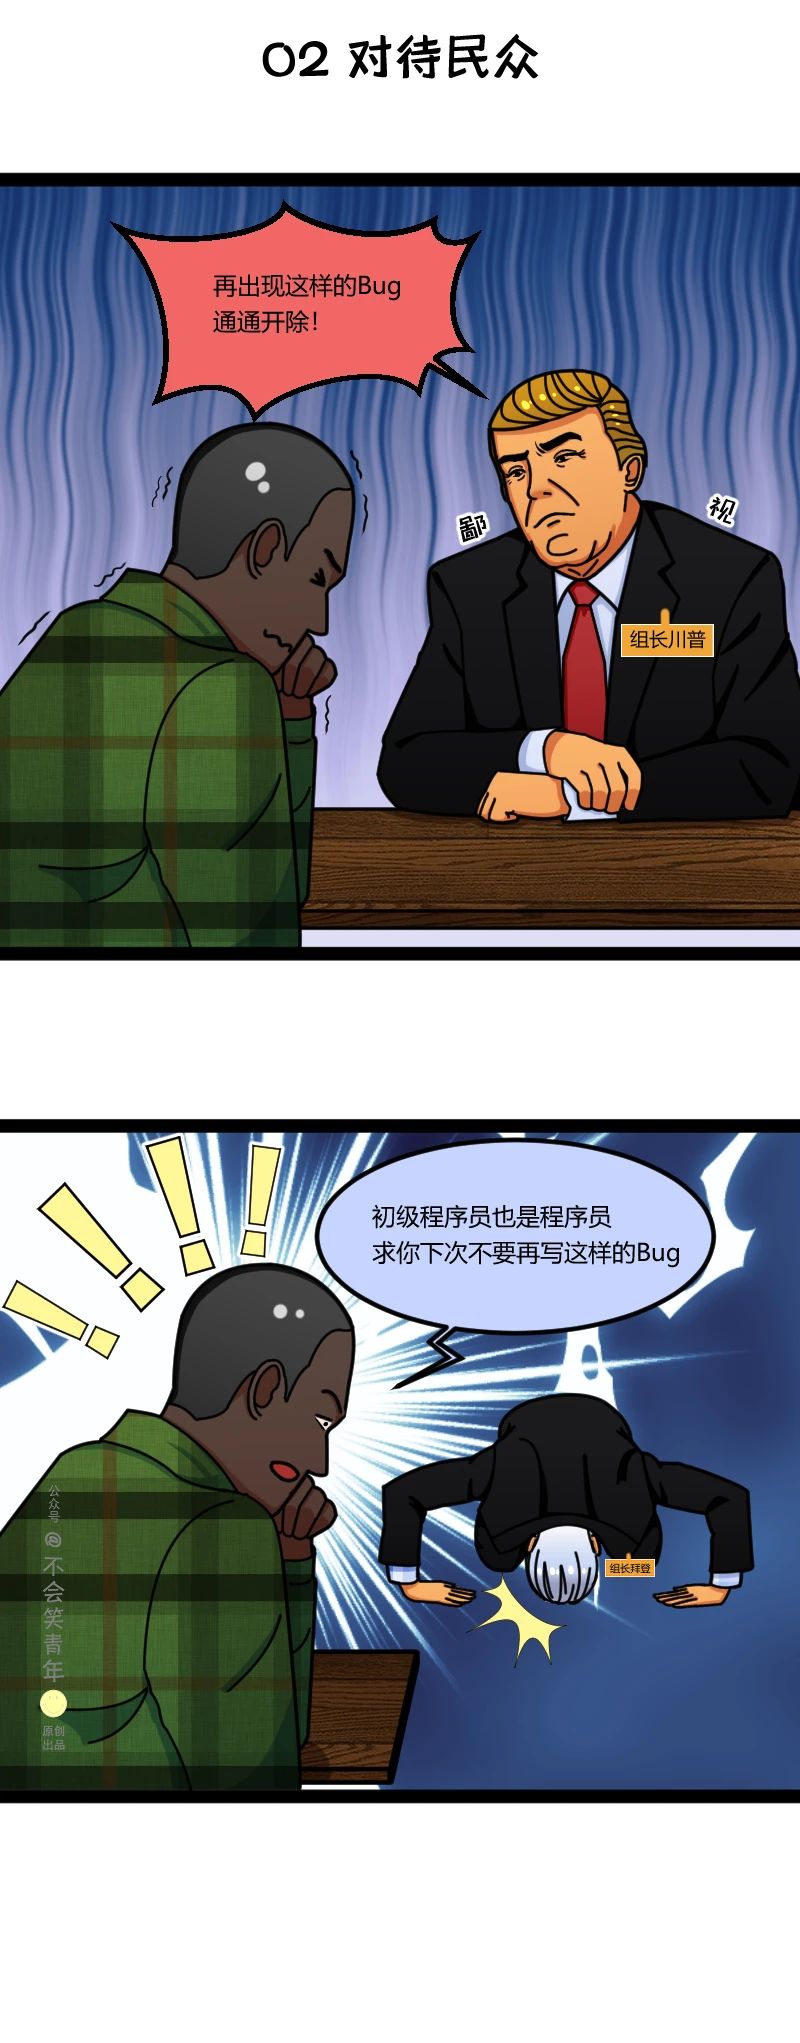 02 对待民众
再出现这样的Bug
通通开除!
鄙
视
组长川普
初级程序员也是程序员
求你下次不要再写这样的Bug
组长拜登
公众号
@不会笑青年
原创
出品